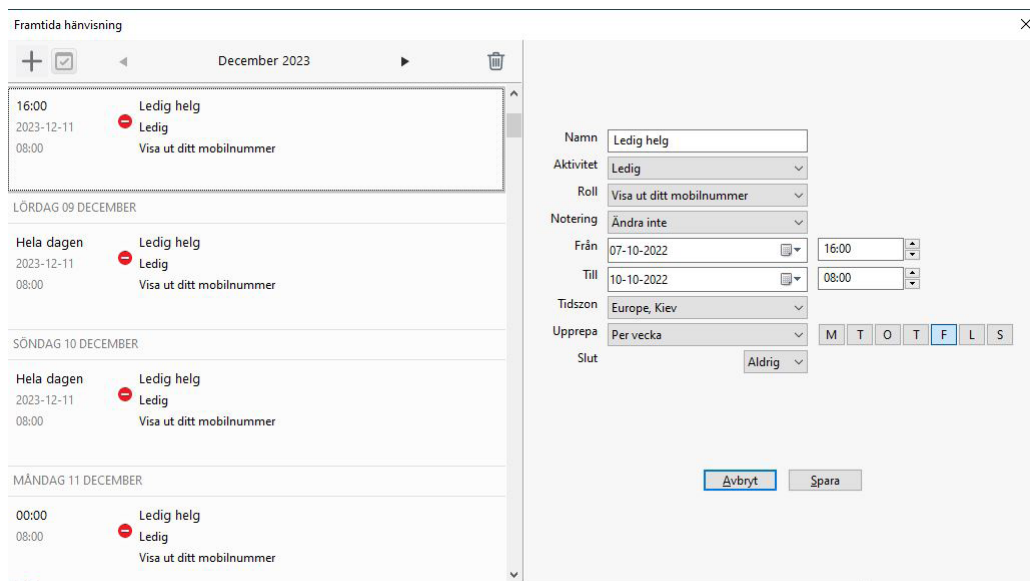 Framtida hänvisning
December 2023
16:00 Ledig helg
2023-12-11 Ledig
08:00 Visa ut ditt mobilnummer
LÖRDAG 09 DECEMBER
Hela dagen Ledig helg
2023-12-11 Ledig
08:00 Visa ut ditt mobilnummer
SÖNDAG 10 DECEMBER
Hela dagen Ledig helg
2023-12-11 Ledig
08:00 Visa ut ditt mobilnummer
MÅNDAG 11 DECEMBER
00:00 Ledig helg
08:00 Ledig
Visa ut ditt mobilnummer
Namn Ledig helg
Aktivitet Ledig
Roll Visa ut ditt mobilnummer
Notering Ändra inte
Från 07-10-2022 16:00
Till 10-10-2022 08:00
Tidszon Europe, Kiev
Upprepa Per vecka M T O T F L S
Slut Aldrig
Avbryt Spara